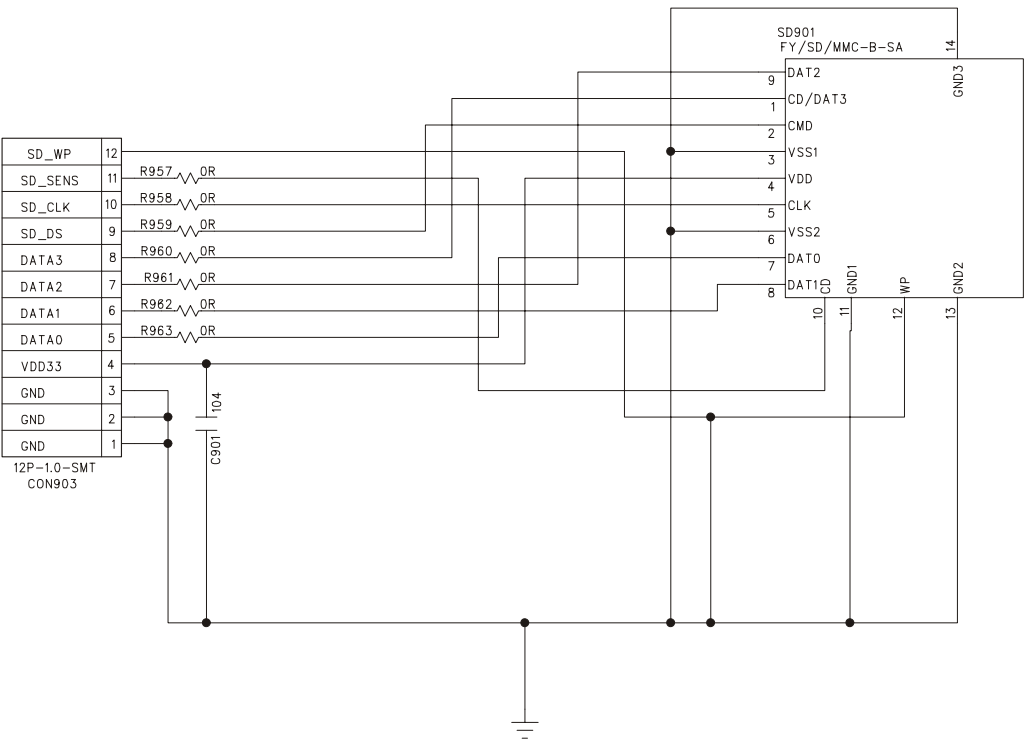 SD901
FY/SD/MMC-B-SA
14
GND3
9 DAT2
1 CD/DAT3
2 CMD
3 VSS1
4 VDD
5 CLK
6 VSS2
7 DAT0
8 DAT1
CD
GND1
WP
GND2
10
11
12
13
SD_WP 12
SD_SENS 11 R957 0R
SD_CLK 10 R958 0R
SD_DS 9 R959 0R
DATA3 8 R960 0R
DATA2 7 R961 0R
DATA1 6 R962 0R
DATA0 5 R963 0R
VDD33 4
GND 3
GND 2
GND 1
104
C901
12P-1.0-SMT
CON903